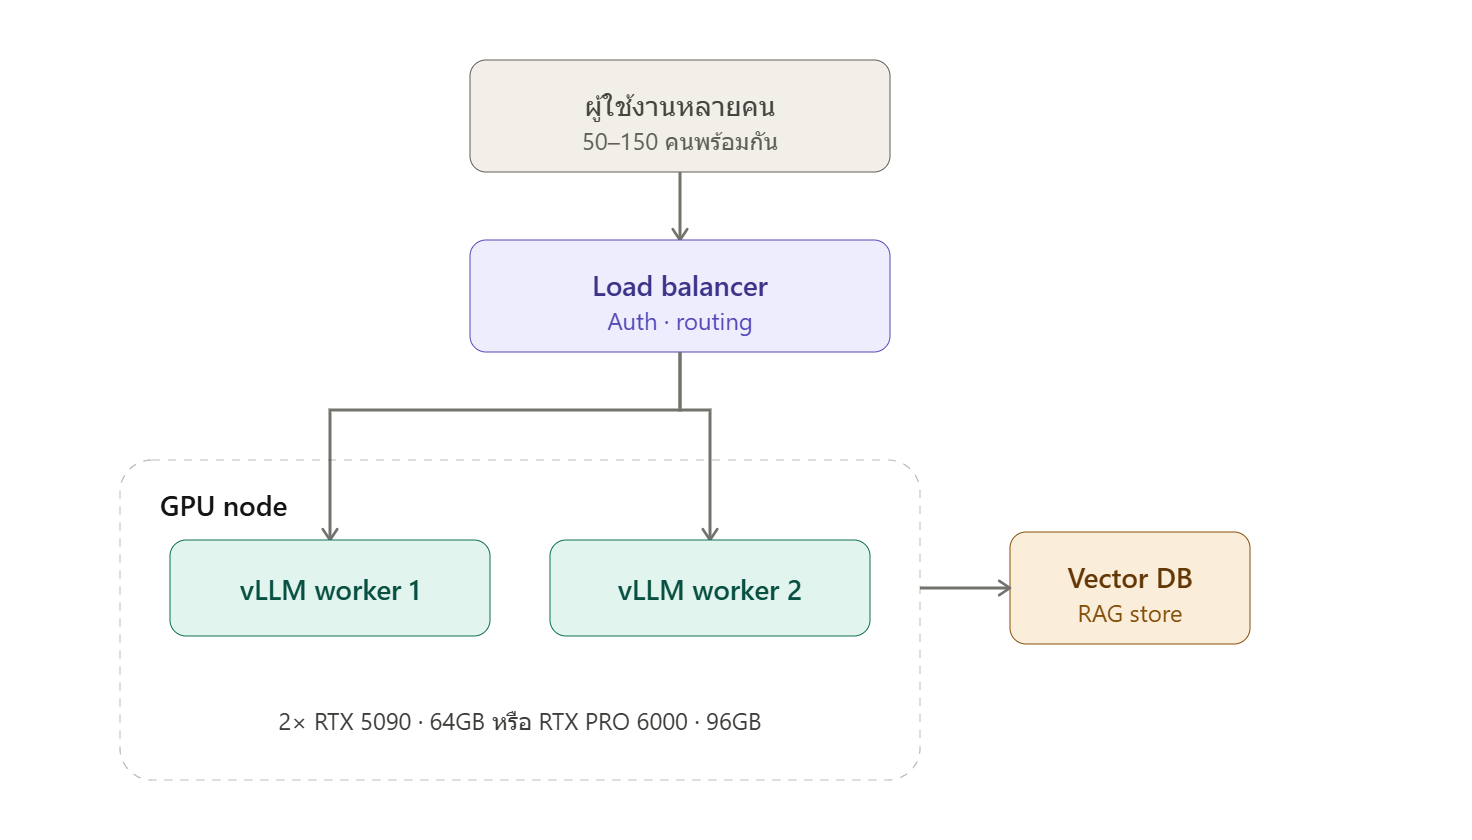 ผู้ใช้งานหลายคน
50–150 คนพร้อมกัน
Load balancer
Auth · routing
GPU node
vLLM worker 1
vLLM worker 2
Vector DB
RAG store
2× RTX 5090 · 64GB หรือ RTX PRO 6000 · 96GB